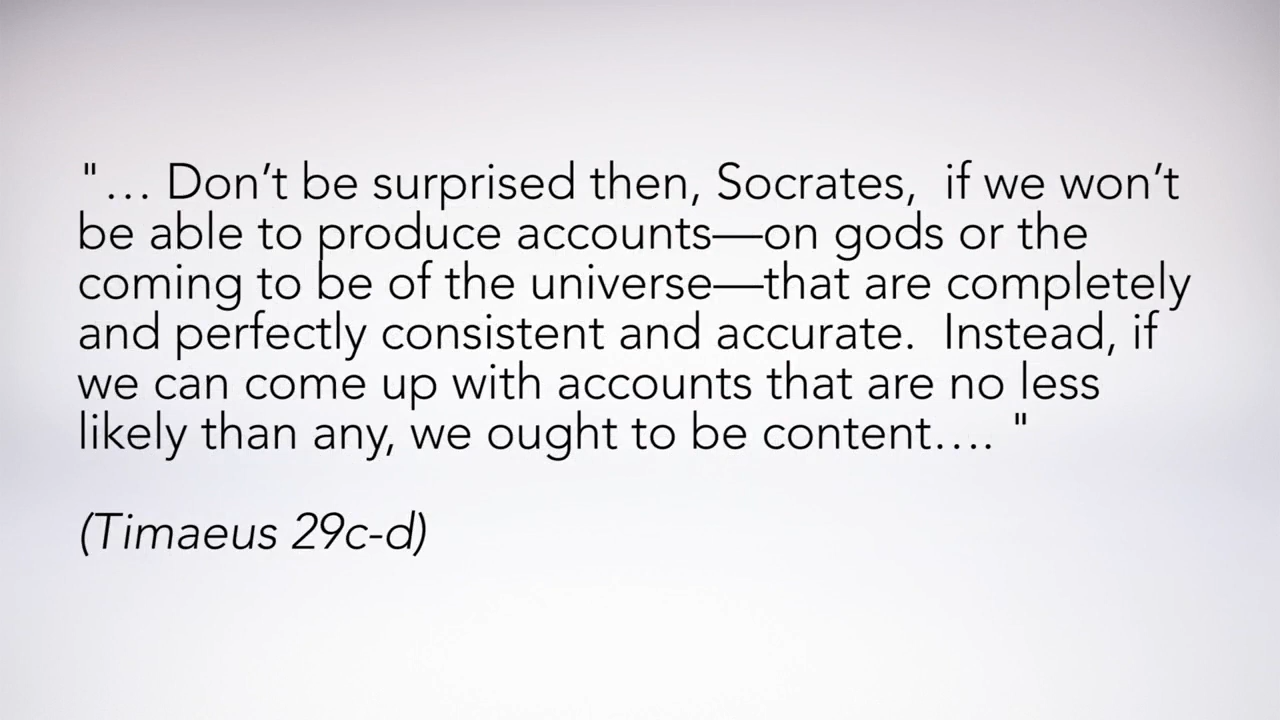 "… Don’t be surprised then, Socrates,  if we won’t
be able to produce accounts—on gods or the
coming to be of the universe—that are completely
and perfectly consistent and accurate.  Instead, if
we can come up with accounts that are no less
likely than any, we ought to be content…. "
(Timaeus 29c-d)